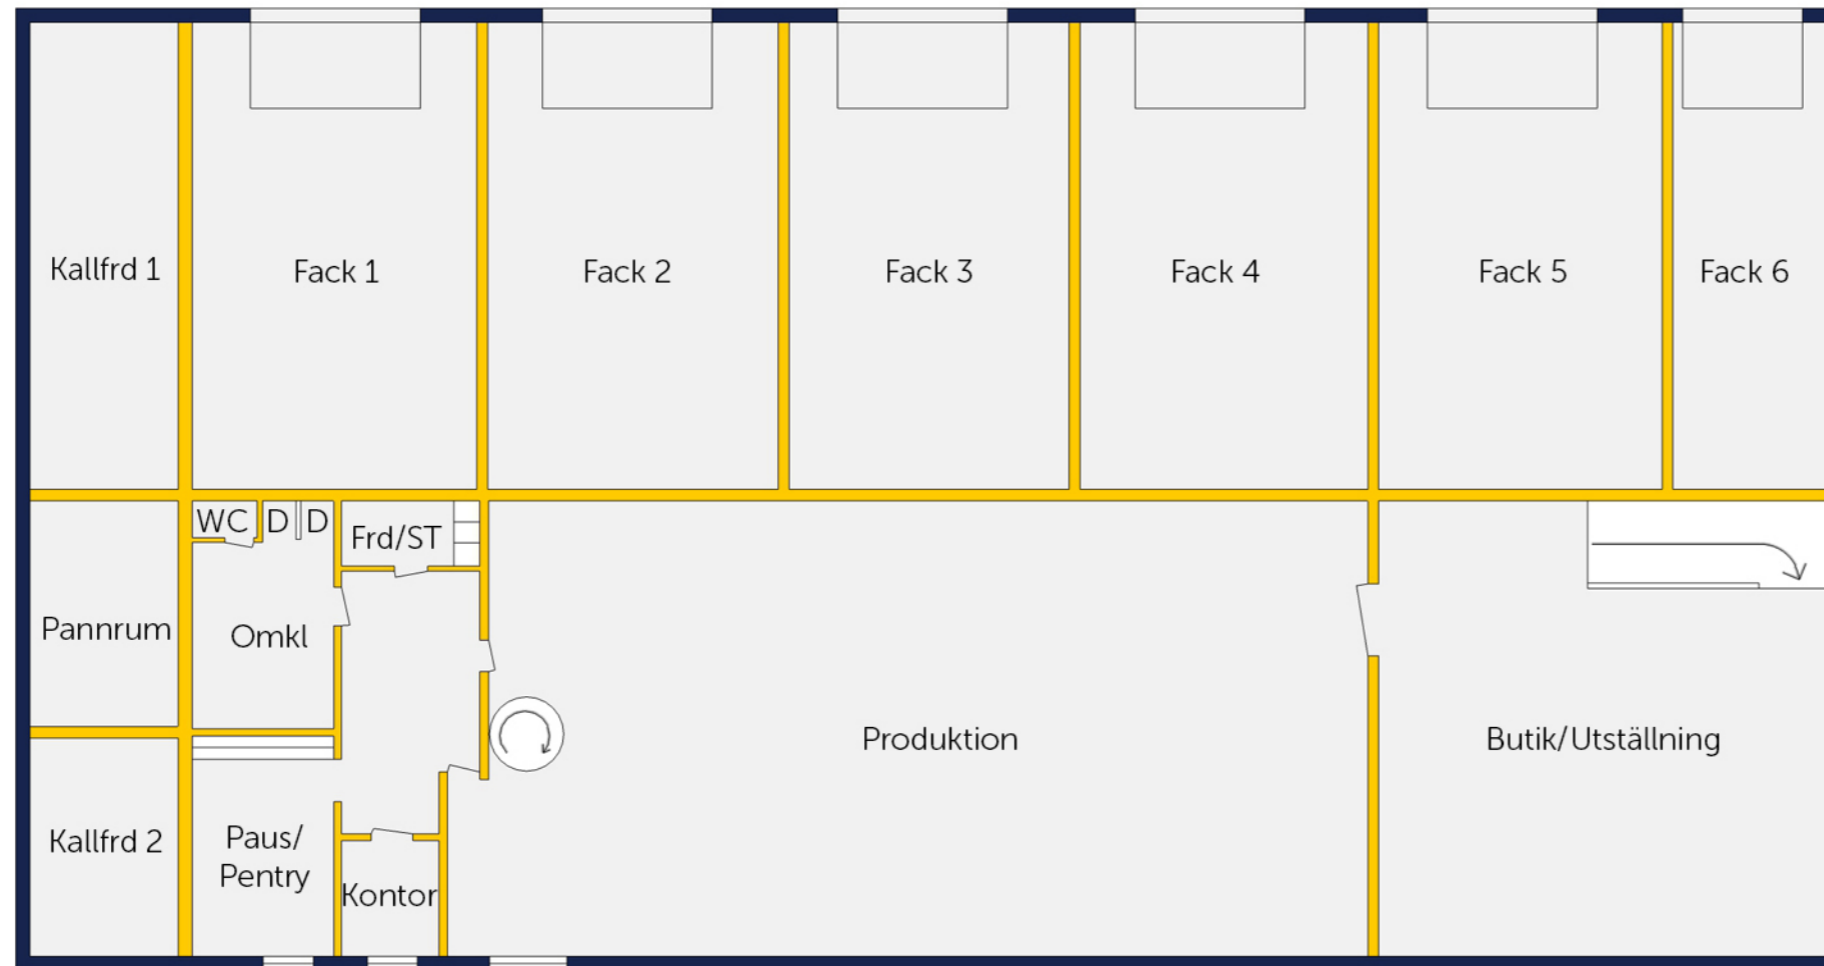 Kallfrd 1
Fack 1
Fack 2
Fack 3
Fack 4
Fack 5
Fack 6
WC
D
D
Frd/ST
Pannrum
Omkl
Produktion
Butik/Utställning
Kallfrd 2
Paus/
Pentry
Kontor